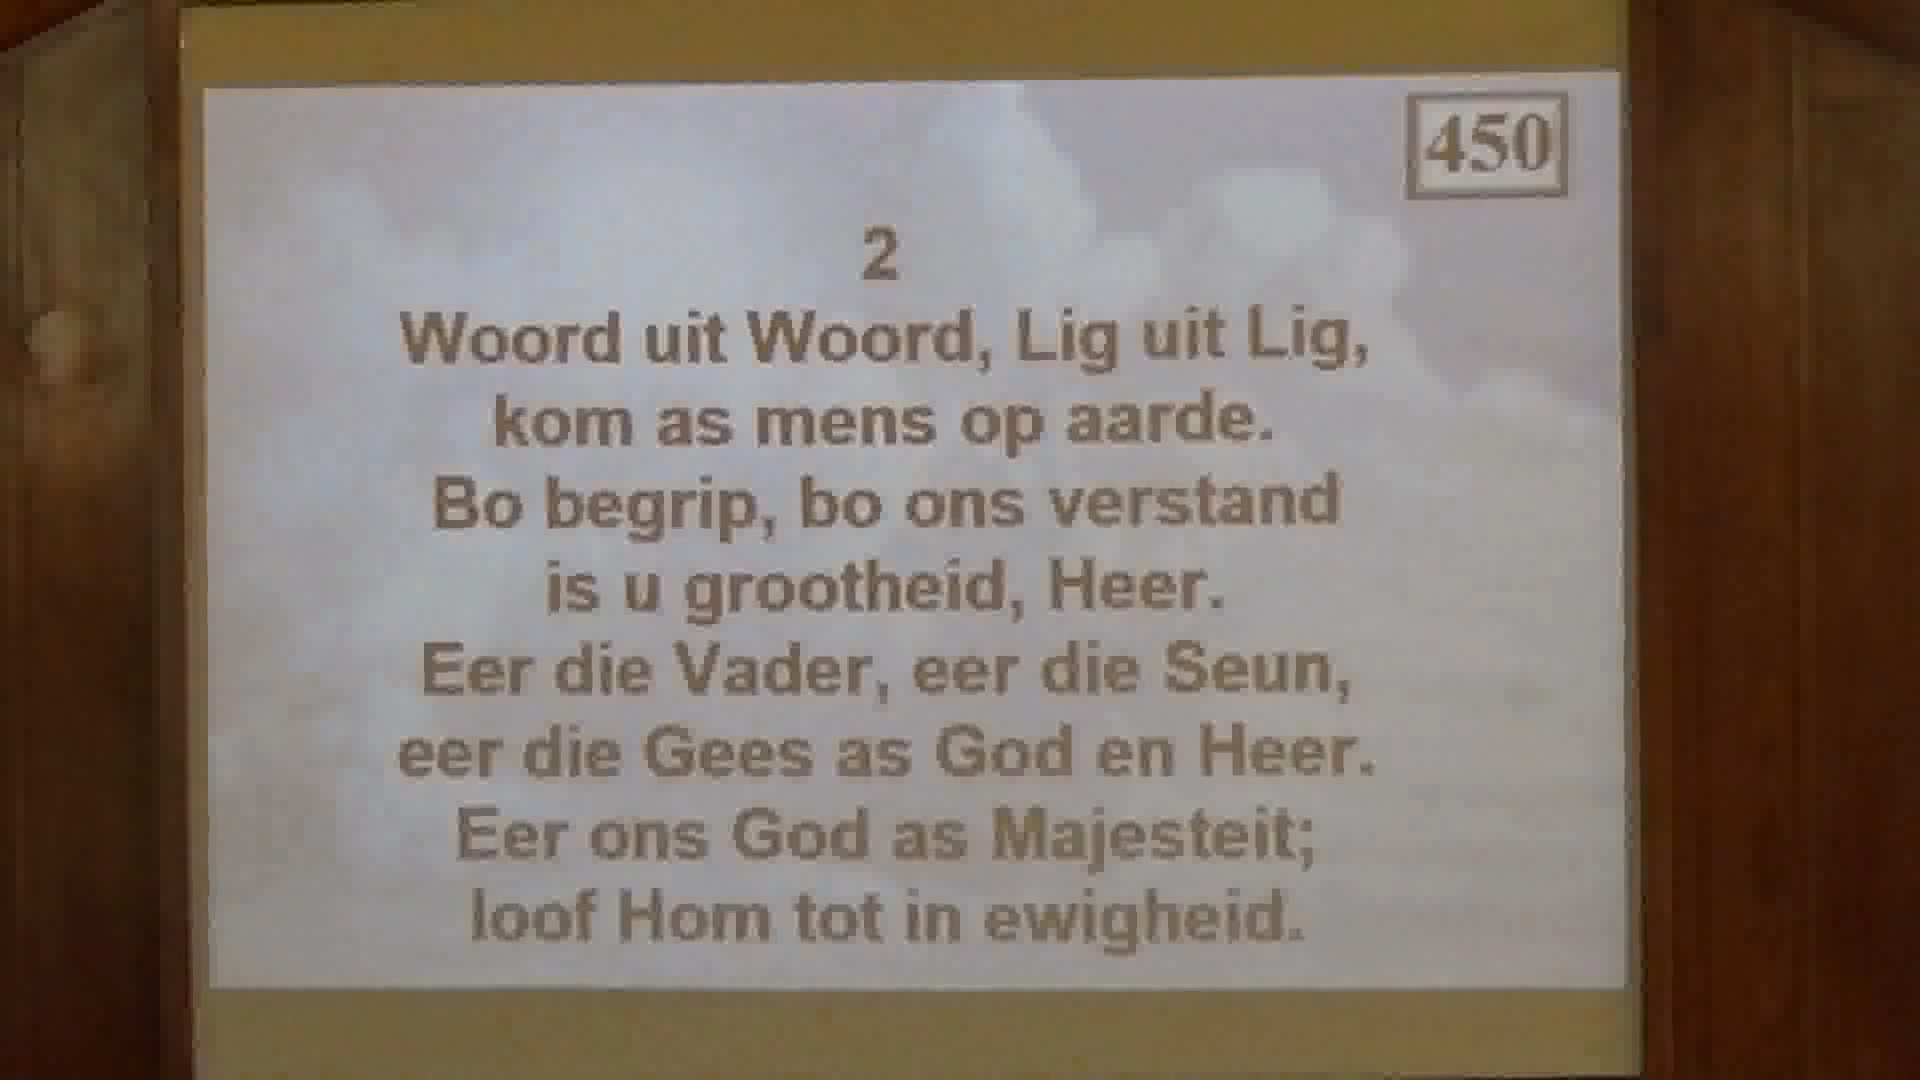 450
2
Woord uit Woord, Lig uit Lig,
kom as mens op aarde.
Bo begrip, bo ons verstand
is u grootheid, Heer.
Eer die Vader, eer die Seun,
eer die Gees as God en Heer.
Eer ons God as Majesteit;
loof Hom tot in ewigheid.